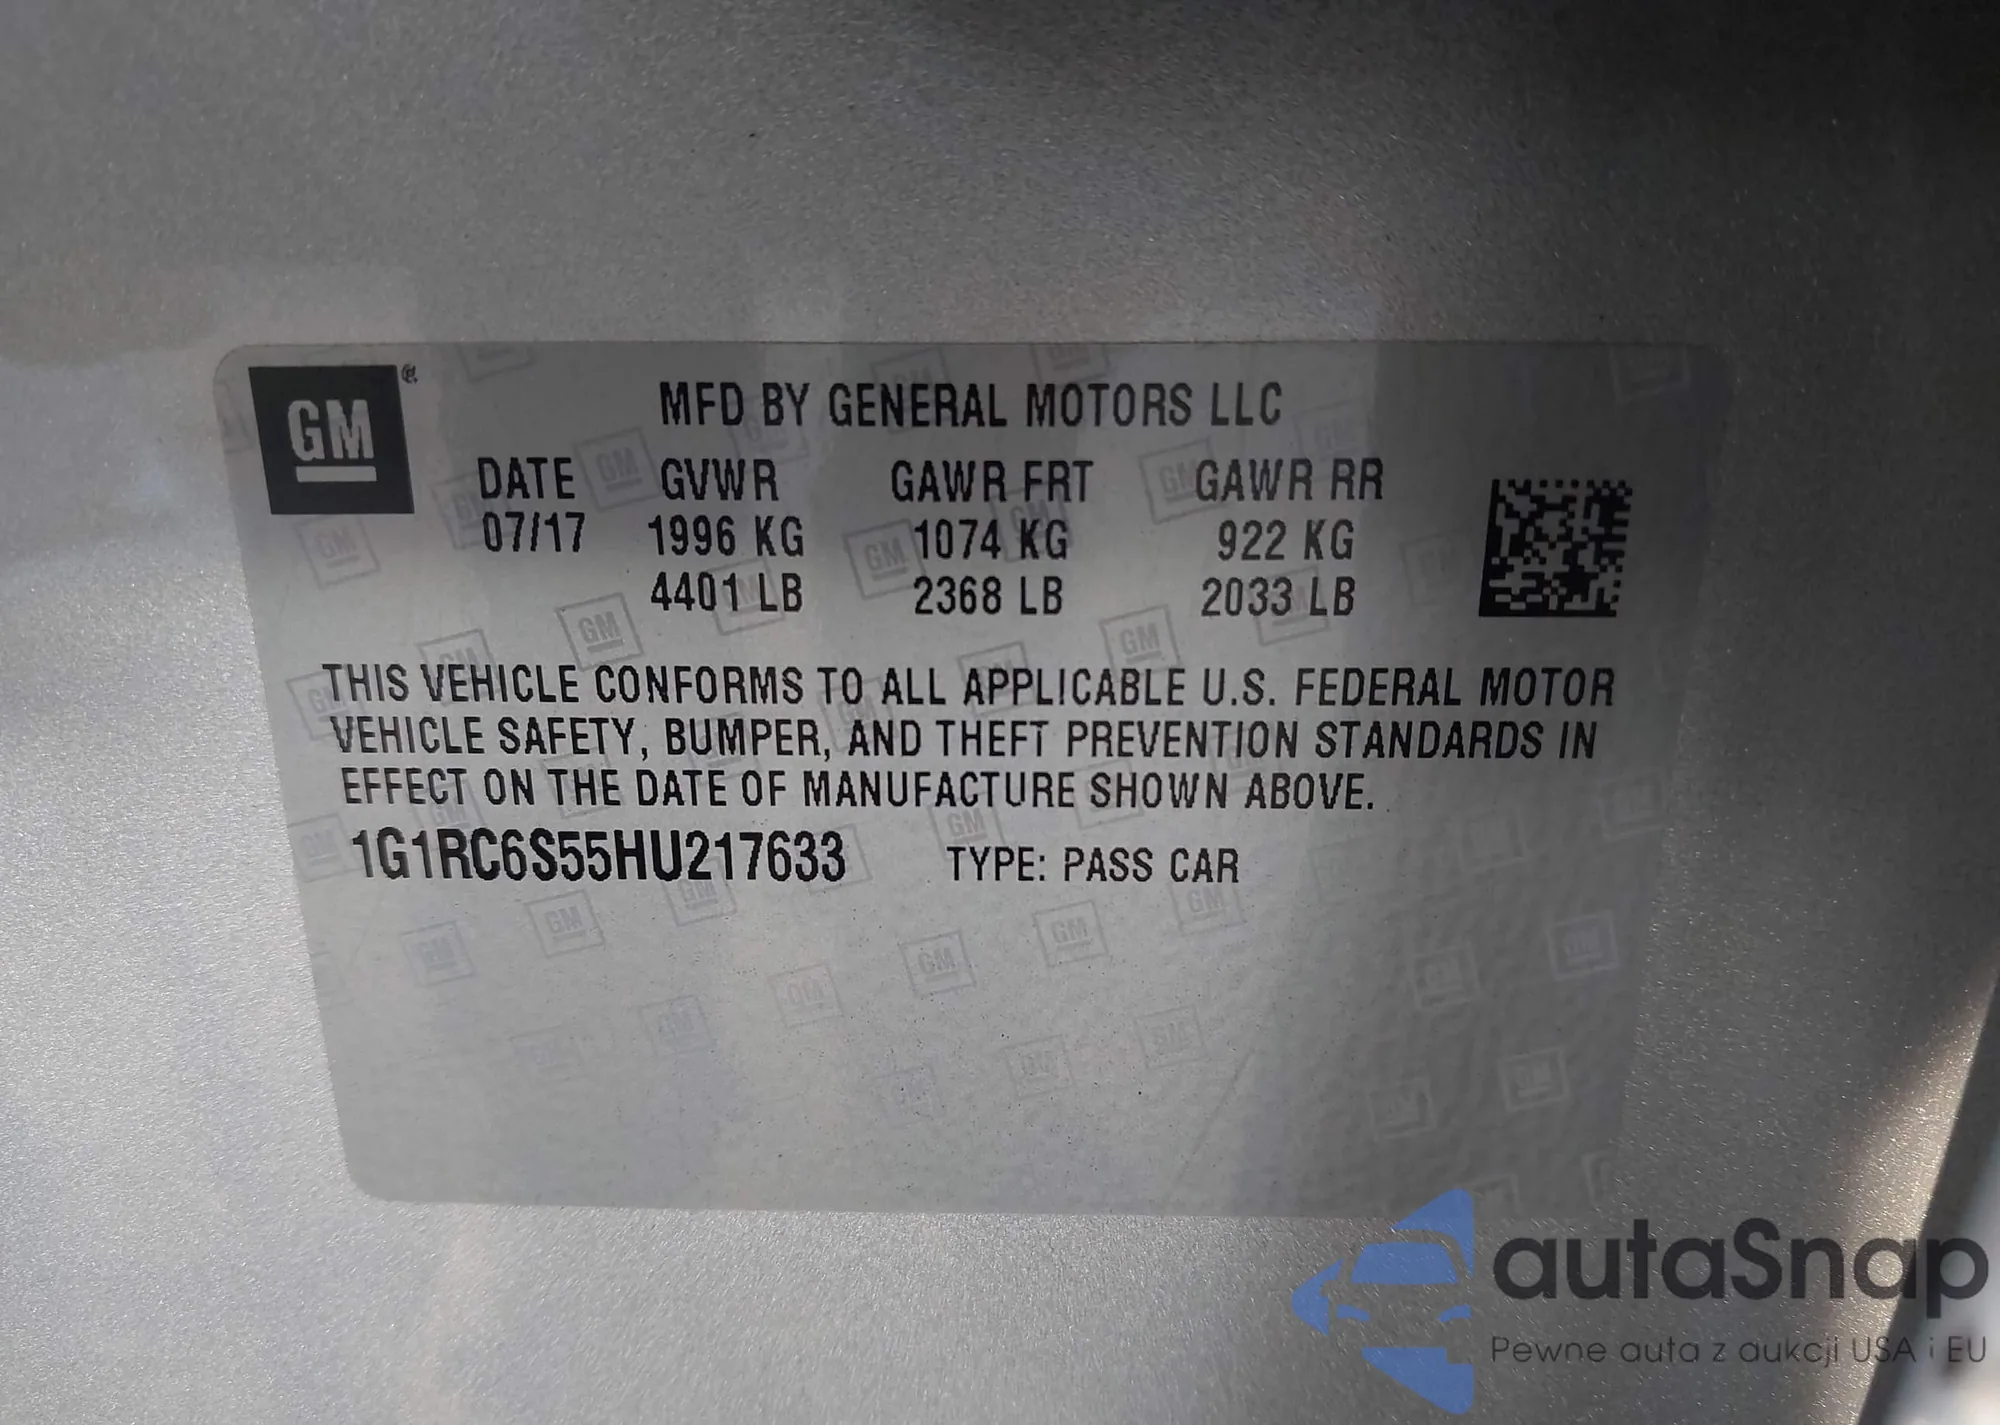 GM
MFD BY GENERAL MOTORS LLC
DATE GVWR GAWR FRT GAWR RR
07/17 1996 KG 1074 KG 922 KG
4401 LB 2368 LB 2033 LB
THIS VEHICLE CONFORMS TO ALL APPLICABLE U.S. FEDERAL MOTOR
VEHICLE SAFETY, BUMPER, AND THEFT PREVENTION STANDARDS IN
EFFECT ON THE DATE OF MANUFACTURE SHOWN ABOVE.
1G1RC6S55HU217633 TYPE: PASS CAR
autaSnap
Pewne auta z aukcji USA i EU